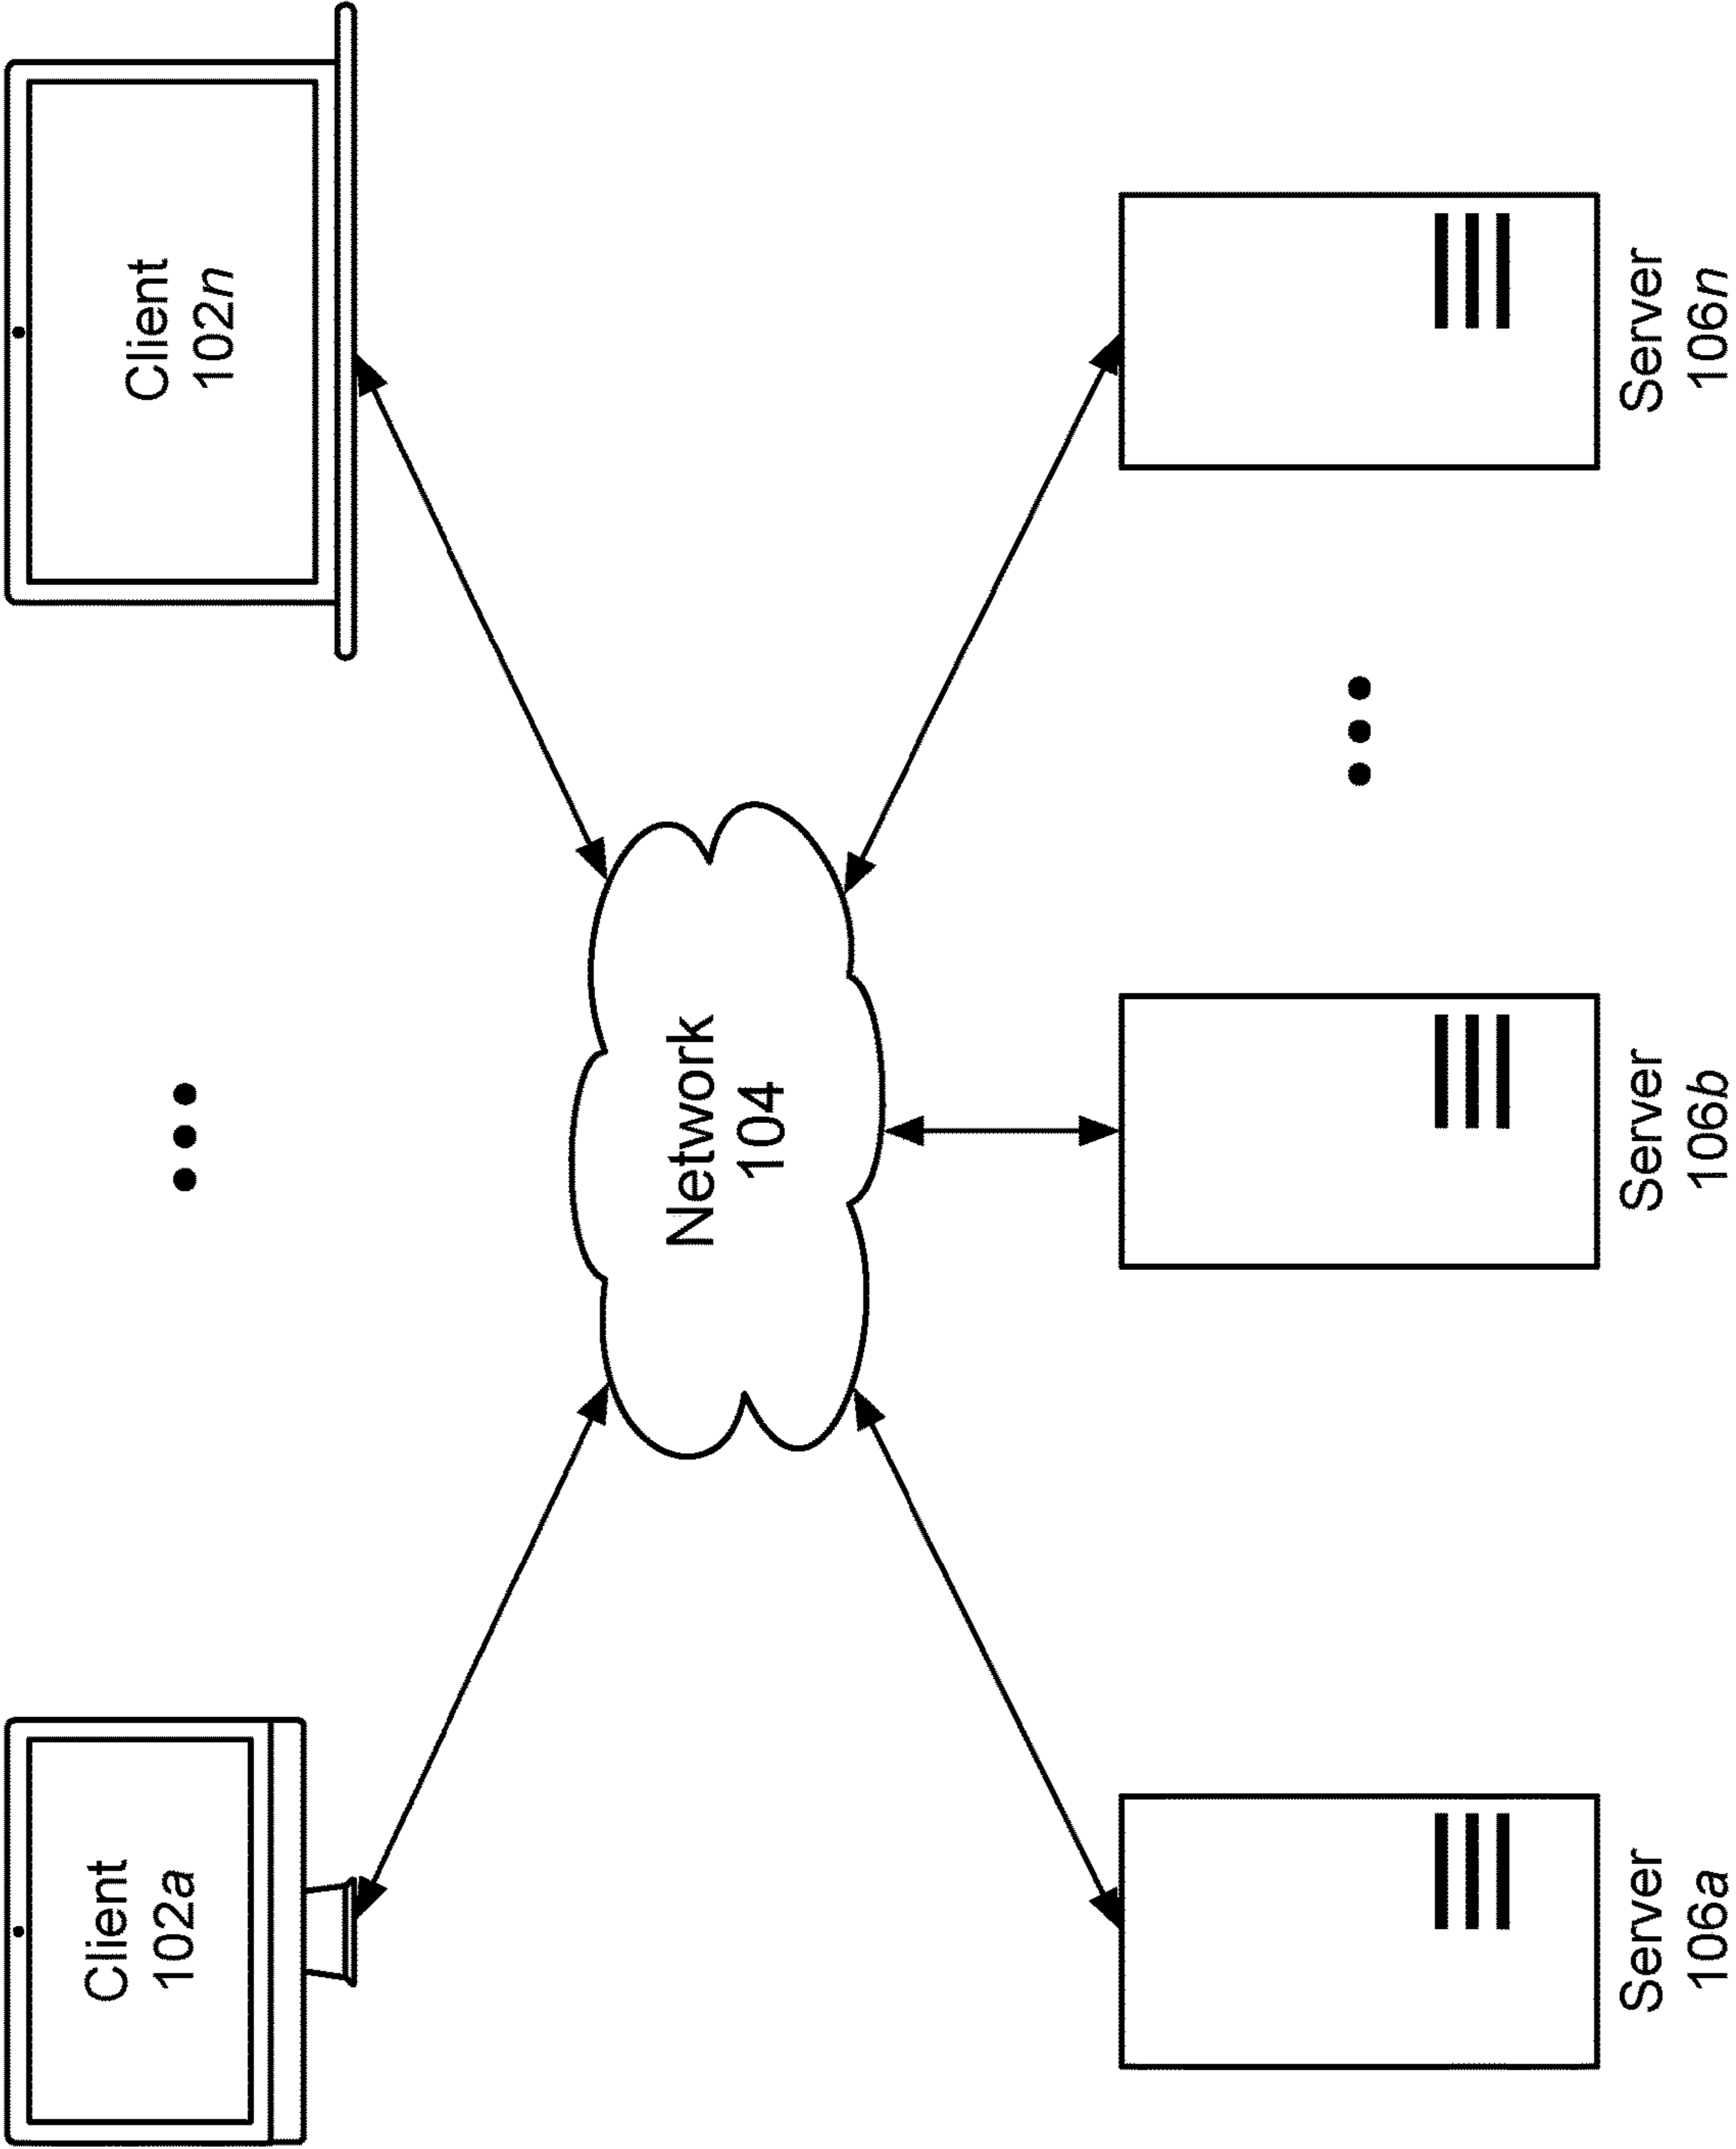 Client
102a
Client
102n
Network
104
Server
106a
Server
106b
Server
106n